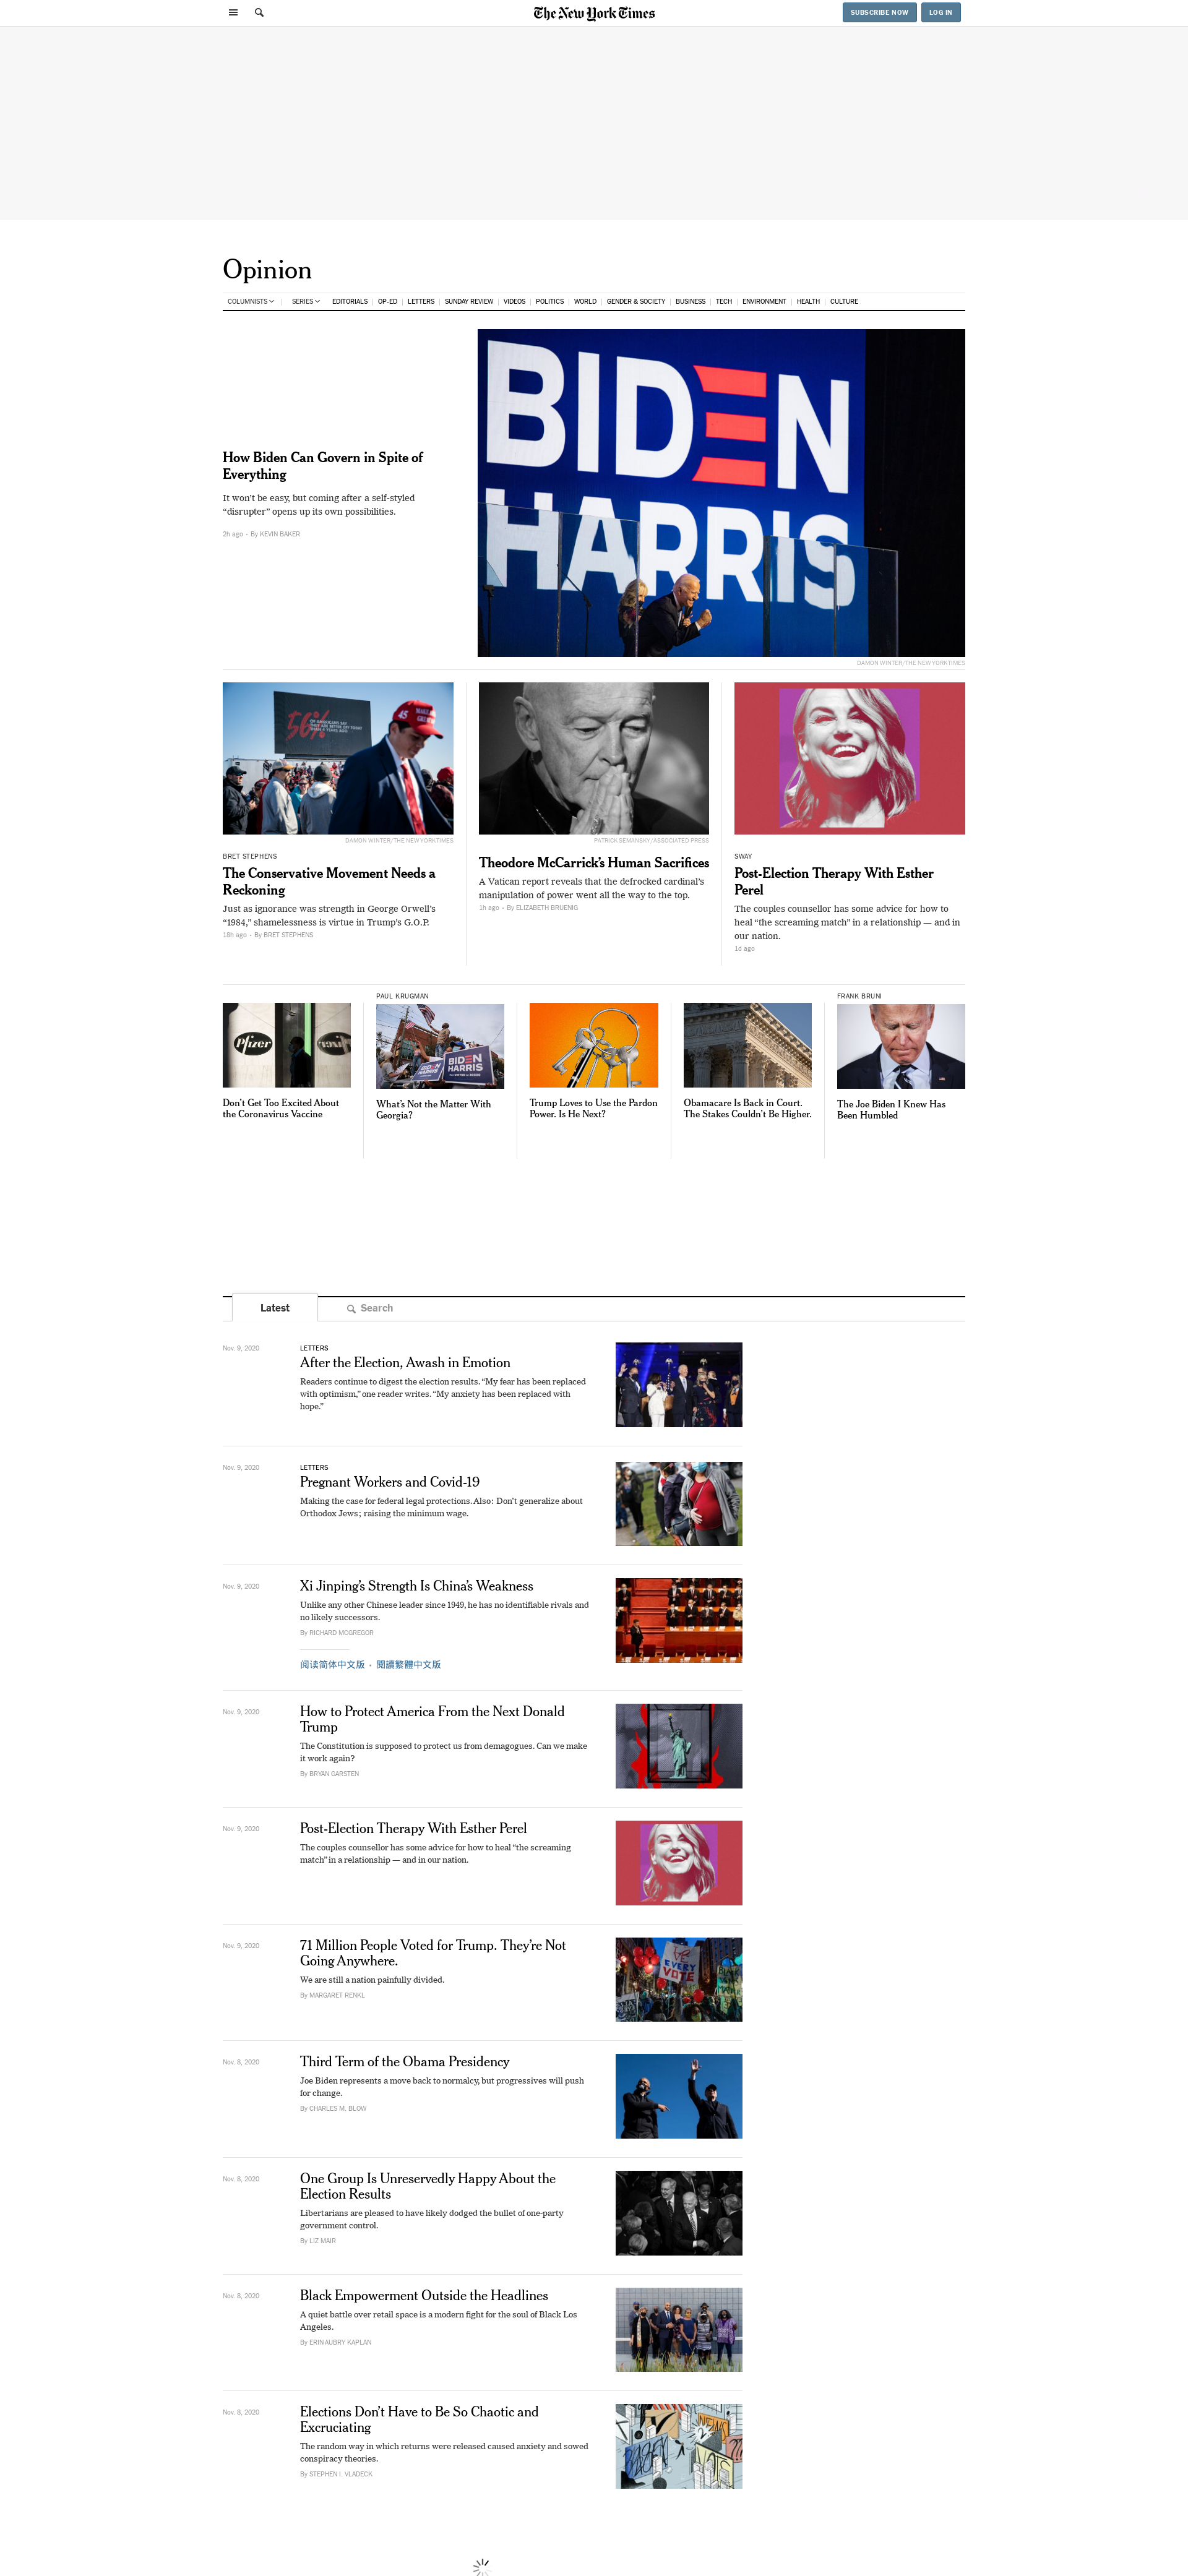 The New York Times
SUBSCRIBE NOW
LOG IN
Opinion
COLUMNISTS
SERIES
EDITORIALS
OP-ED
LETTERS
SUNDAY REVIEW
VIDEOS
POLITICS
WORLD
GENDER & SOCIETY
BUSINESS
TECH
ENVIRONMENT
HEALTH
CULTURE
BIDEN
HARRIS
How Biden Can Govern in Spite of
Everything
It won't be easy, but coming after a self-styled
“disrupter” opens up its own possibilities.
2h ago · By KEVIN BAKER
DAMON WINTER/THE NEW YORK TIMES
56%
45
DAMON WINTER/THE NEW YORK TIMES
BRET STEPHENS
The Conservative Movement Needs a
Reckoning
Just as ignorance was strength in George Orwell's
“1984,” shamelessness is virtue in Trump's G.O.P.
18h ago · By BRET STEPHENS
PATRICK SEMANSKY/ASSOCIATED PRESS
Theodore McCarrick's Human Sacrifices
A Vatican report reveals that the defrocked cardinal's
manipulation of power went all the way to the top.
1h ago · By ELIZABETH BRUENIG
SWAY
Post-Election Therapy With Esther
Perel
The couples counsellor has some advice for how to
heal “the screaming match” in a relationship — and in
our nation.
1d ago
Pfizer
Don't Get Too Excited About
the Coronavirus Vaccine
PAUL KRUGMAN
BIDEN
HARRIS
BIDEN
HARRIS
What's Not the Matter With
Georgia?
Trump Loves to Use the Pardon
Power. Is He Next?
Obamacare Is Back in Court.
The Stakes Couldn't Be Higher.
FRANK BRUNI
The Joe Biden I Knew Has
Been Humbled
Latest
Search
Nov. 9, 2020
LETTERS
After the Election, Awash in Emotion
Readers continue to digest the election results. “My fear has been replaced
with optimism,” one reader writes. “My anxiety has been replaced with
hope.”
Nov. 9, 2020
LETTERS
Pregnant Workers and Covid-19
Making the case for federal legal protections. Also: Don't generalize about
Orthodox Jews; raising the minimum wage.
Nov. 9, 2020
Xi Jinping's Strength Is China's Weakness
Unlike any other Chinese leader since 1949, he has no identifiable rivals and
no likely successors.
By RICHARD MCGREGOR
阅读简体中文版 · 閱讀繁體中文版
Nov. 9, 2020
How to Protect America From the Next Donald
Trump
The Constitution is supposed to protect us from demagogues. Can we make
it work again?
By BRYAN GARSTEN
Nov. 9, 2020
Post-Election Therapy With Esther Perel
The couples counsellor has some advice for how to heal “the screaming
match” in a relationship — and in our nation.
Nov. 9, 2020
71 Million People Voted for Trump. They're Not
Going Anywhere.
We are still a nation painfully divided.
By MARGARET RENKL
EVERY
VOTE
Nov. 8, 2020
Third Term of the Obama Presidency
Joe Biden represents a move back to normalcy, but progressives will push
for change.
By CHARLES M. BLOW
Nov. 8, 2020
One Group Is Unreservedly Happy About the
Election Results
Libertarians are pleased to have likely dodged the bullet of one-party
government control.
By LIZ MAIR
Nov. 8, 2020
Black Empowerment Outside the Headlines
A quiet battle over retail space is a modern fight for the soul of Black Los
Angeles.
By ERIN AUBRY KAPLAN
Nov. 8, 2020
Elections Don't Have to Be So Chaotic and
Excruciating
The random way in which returns were released caused anxiety and sowed
conspiracy theories.
By STEPHEN I. VLADECK